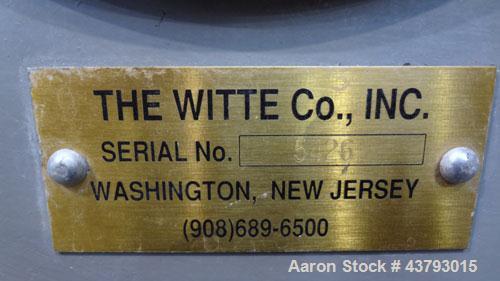 THE WITTE Co., INC.
SERIAL No.
WASHINGTON, NEW JERSEY
(908)689-6500
Aaron Stock # 43793015